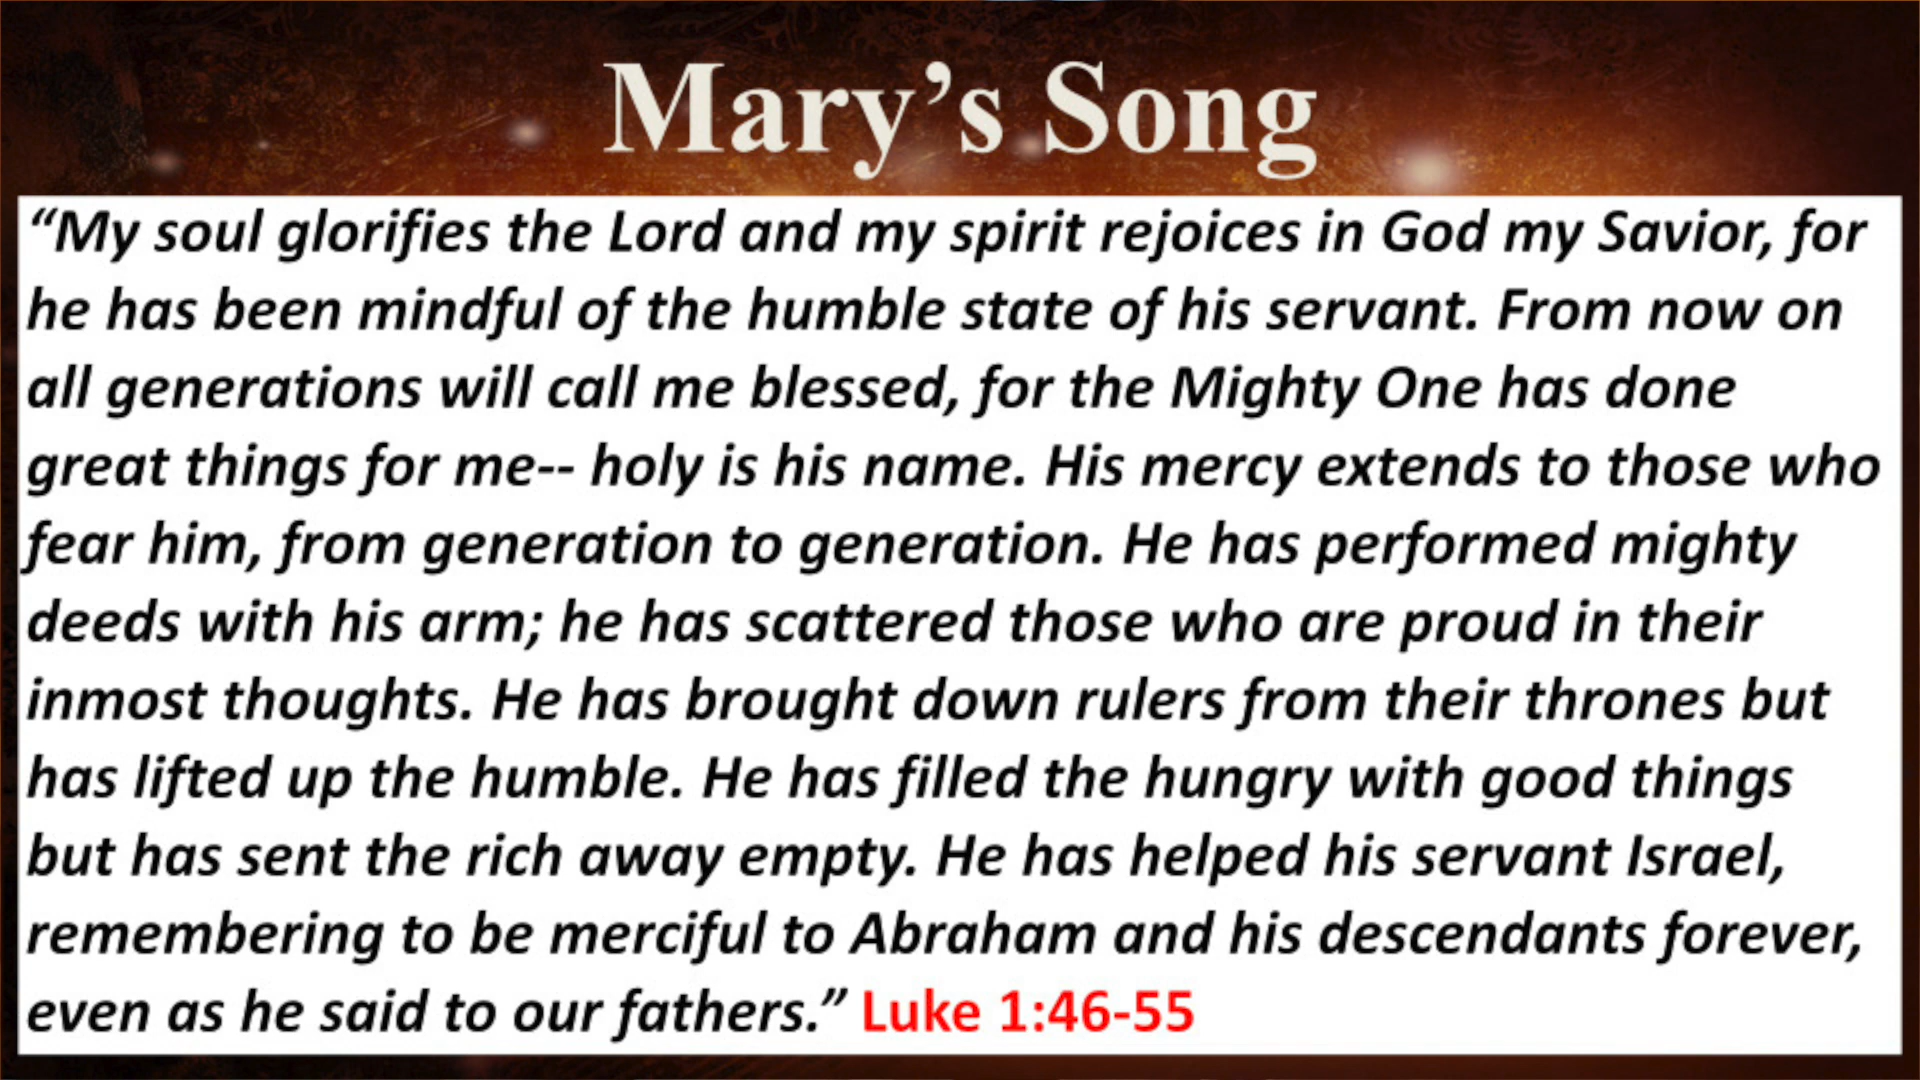 Mary’s Song
“My soul glorifies the Lord and my spirit rejoices in God my Savior, for
he has been mindful of the humble state of his servant. From now on
all generations will call me blessed, for the Mighty One has done
great things for me-- holy is his name. His mercy extends to those who
fear him, from generation to generation. He has performed mighty
deeds with his arm; he has scattered those who are proud in their
inmost thoughts. He has brought down rulers from their thrones but
has lifted up the humble. He has filled the hungry with good things
but has sent the rich away empty. He has helped his servant Israel,
remembering to be merciful to Abraham and his descendants forever,
even as he said to our fathers.” Luke 1:46-55